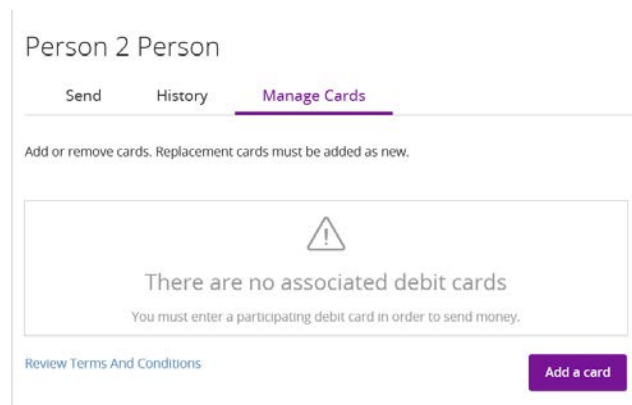 Person 2 Person
Send History Manage Cards
Add or remove cards. Replacement cards must be added as new.
There are no associated debit cards
You must enter a participating debit card in order to send money.
Review Terms And Conditions
Add a card